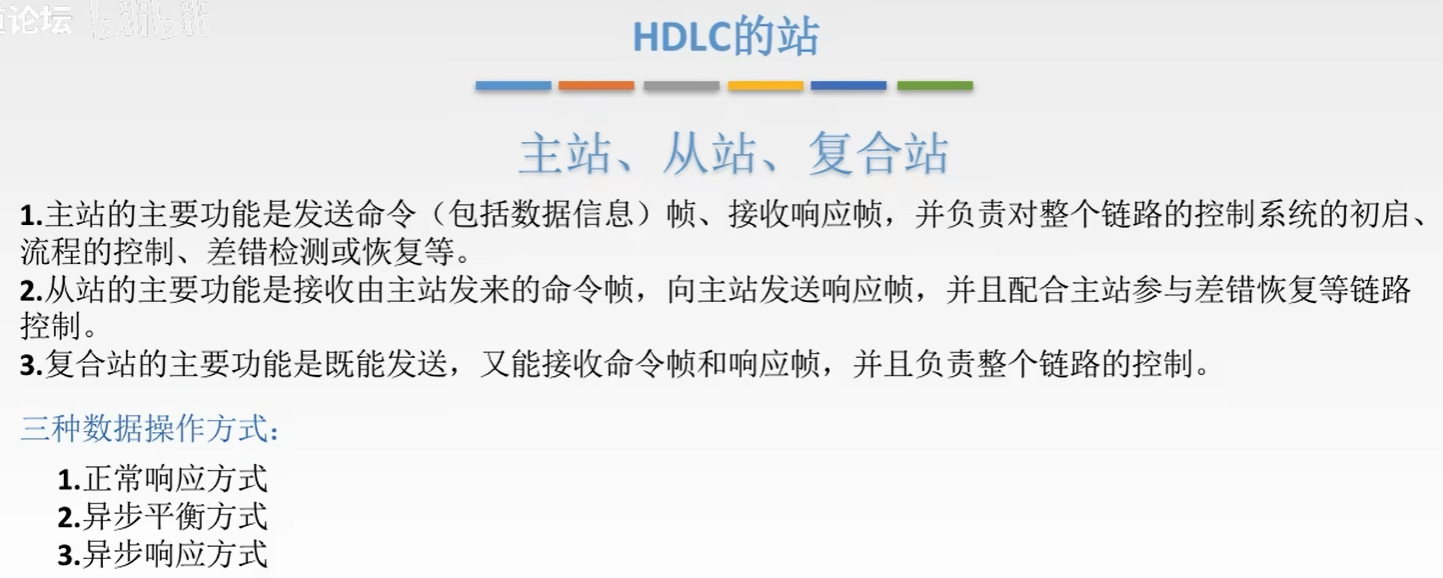 论坛
HDLC的站
主站、从站、复合站
1.主站的主要功能是发送命令（包括数据信息）帧、接收响应帧，并负责对整个链路的控制系统的初启、
流程的控制、差错检测或恢复等。
2.从站的主要功能是接收由主站发来的命令帧，向主站发送响应帧，并且配合主站参与差错恢复等链路
控制。
3.复合站的主要功能是既能发送，又能接收命令帧和响应帧，并且负责整个链路的控制。
三种数据操作方式：
1.正常响应方式
2.异步平衡方式
3.异步响应方式